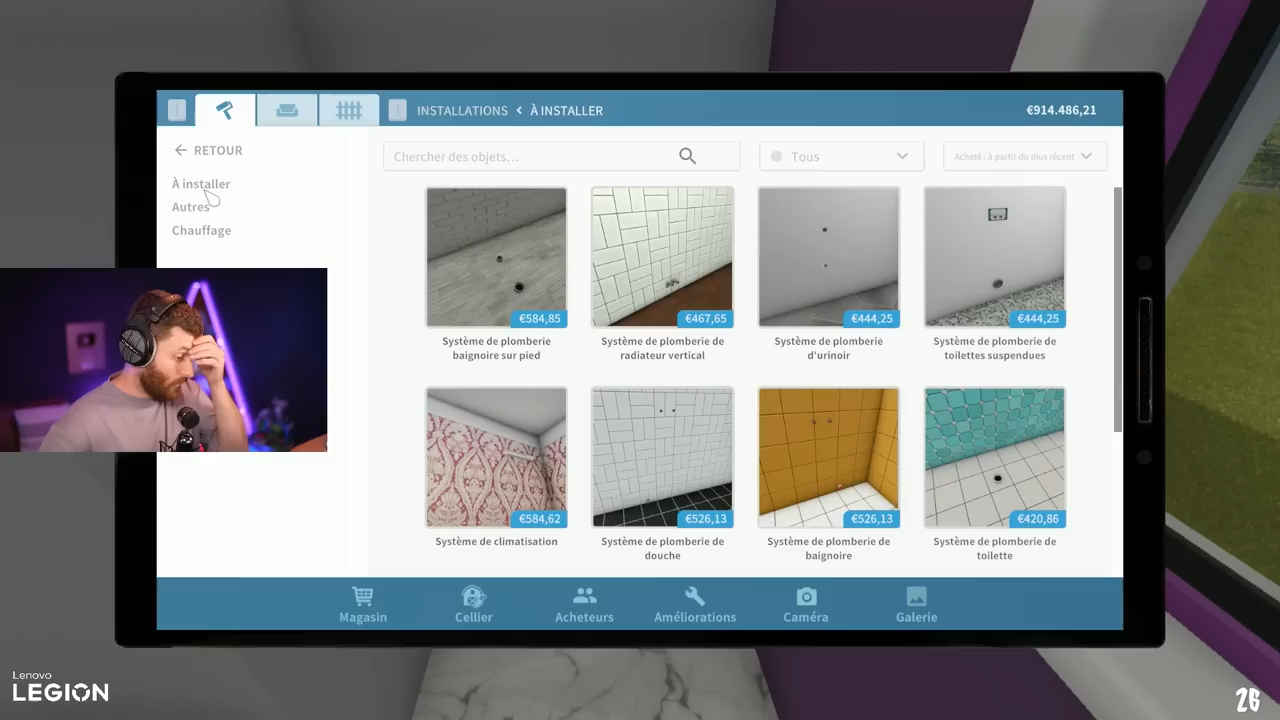 INSTALLATIONS < À INSTALLER
€914.486,21
RETOUR
À installer
Autres
Chauffage
Chercher des objets...
Tous
Acheté : à partir du plus récent
€584,85
€467,65
€444,25
€444,25
Système de plomberie
baignoire sur pied
Système de plomberie de
radiateur vertical
Système de plomberie
d'urinoir
Système de plomberie de
toilettes suspendues
€584,62
€526,13
€526,13
€420,86
Système de climatisation
Système de plomberie de
douche
Système de plomberie de
baignoire
Système de plomberie de
toilette
Magasin
Cellier
Acheteurs
Améliorations
Caméra
Galerie
Lenovo
LEGION
26